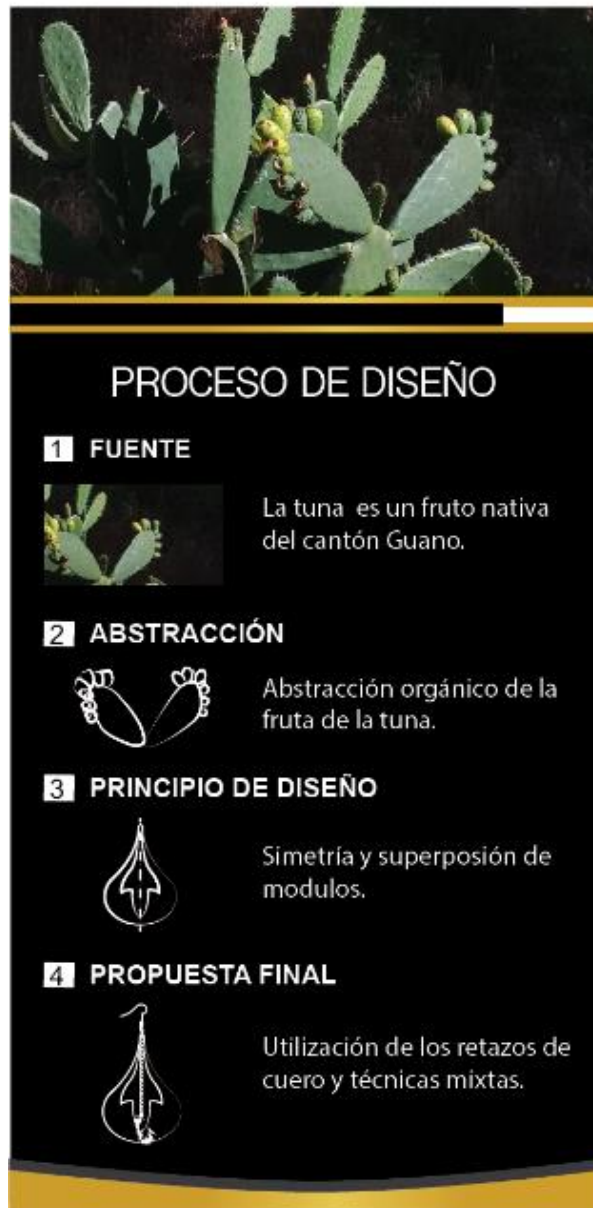 PROCESO DE DISEÑO
1 FUENTE
La tuna es un fruto nativa
del cantón Guano.
2 ABSTRACCIÓN
Abstracción orgánico de la
fruta de la tuna.
3 PRINCIPIO DE DISEÑO
Simetría y superposión de
modulos.
4 PROPUESTA FINAL
Utilización de los retazos de
cuero y técnicas mixtas.